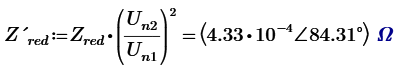 Z´red:=Zred•(Un2/Un1)²=(4.33•10⁻⁴∠84.31°) Ω